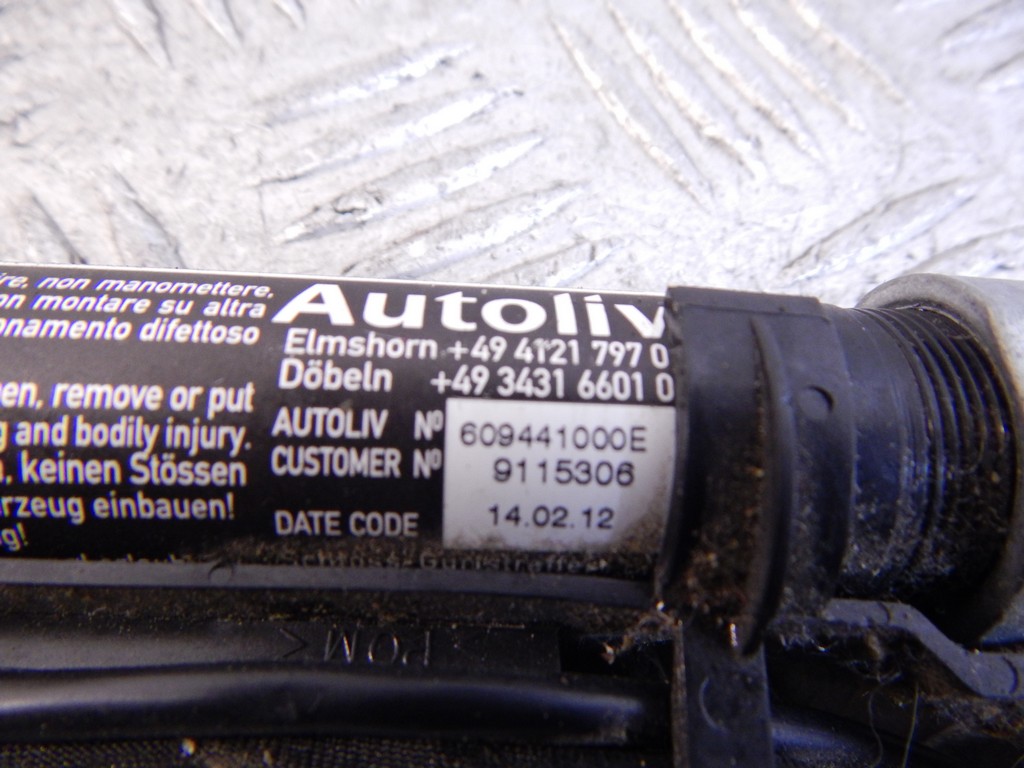 non manomettere,
on montare su altra
onamento difettoso
en, remove or put
g and bodily injury.
keinen Stössen
rzeug einbauen!
g!
Autoliv
Elmshorn +49 4121 797 0
Döbeln +49 3431 6601 0
AUTOLIV Nº 609441000E
CUSTOMER Nº 9115306
DATE CODE 14.02.12
>POM<